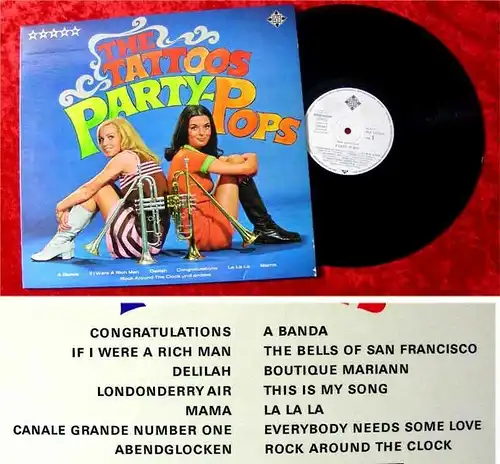 THE
TATTOOS
PARTY-POPS
A Banda If I Were A Rich Man Delilah Congratulations La La La Mama
Rock Around The Clock und andere
CONGRATULATIONS
IF I WERE A RICH MAN
DELILAH
LONDONDERRY AIR
MAMA
CANALE GRANDE NUMBER ONE
ABENDGLOCKEN
A BANDA
THE BELLS OF SAN FRANCISCO
BOUTIQUE MARIANN
THIS IS MY SONG
LA LA LA
EVERYBODY NEEDS SOME LOVE
ROCK AROUND THE CLOCK